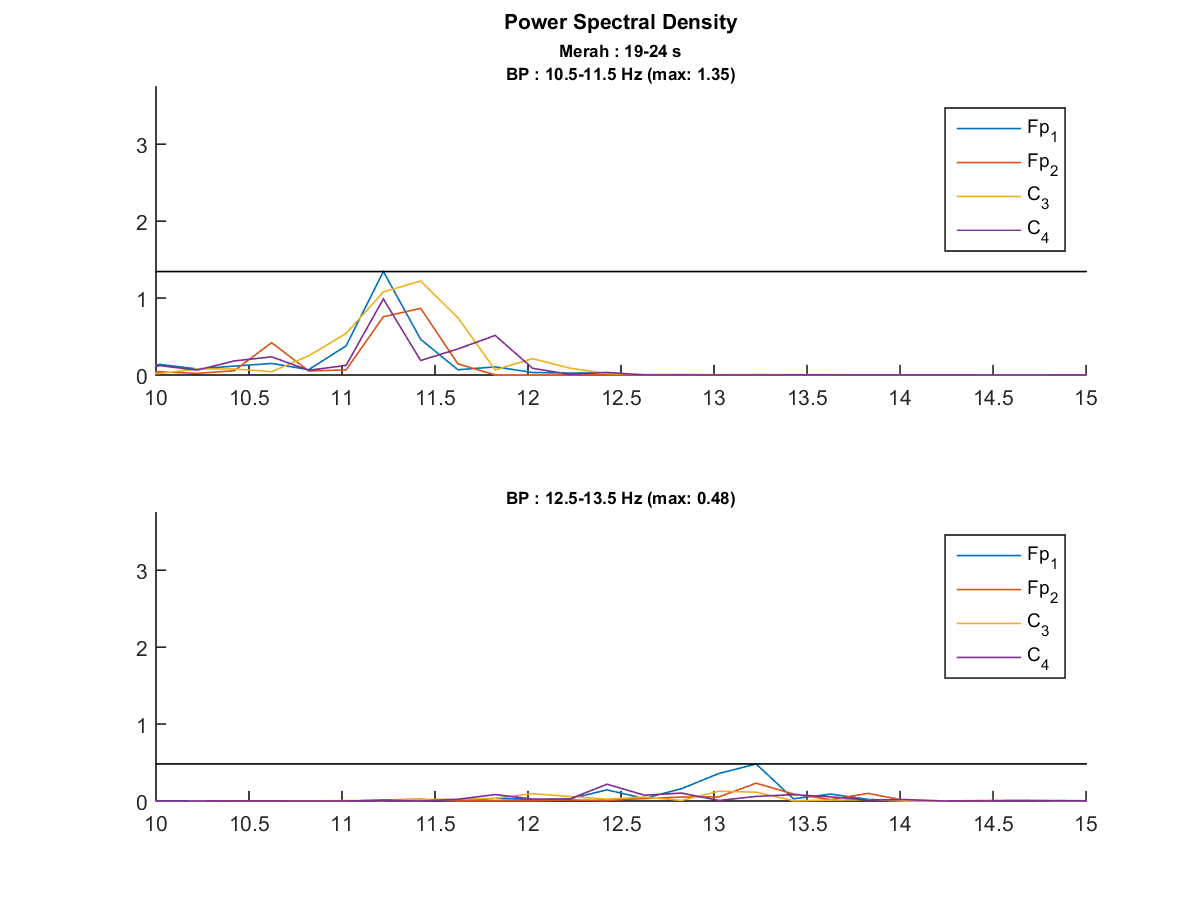 Power Spectral Density
Merah : 19-24 s
BP : 10.5-11.5 Hz (max: 1.35)
Fp1
Fp2
C3
C4
3
2
1
0
10 10.5 11 11.5 12 12.5 13 13.5 14 14.5 15
BP : 12.5-13.5 Hz (max: 0.48)
Fp1
Fp2
C3
C4
3
2
1
0
10 10.5 11 11.5 12 12.5 13 13.5 14 14.5 15